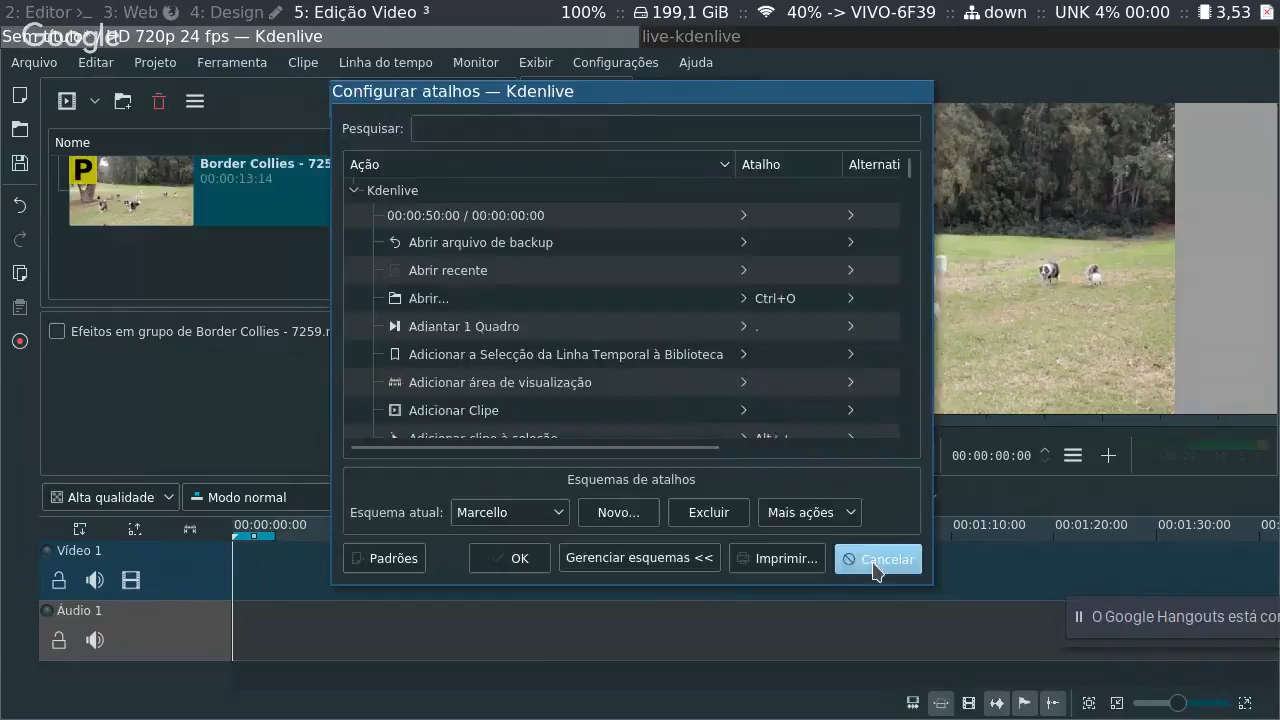 2: Editor >_ 3: Web 4: Design 5: Edição Video ³ 100% :: 199,1 GiB :: 40% -> VIVO-6F39 :: down :: UNK 4% 00:00 :: 3,53
Google
HD 720p 24 fps — Kdenlive live-kdenlive
Arquivo Editar Projeto Ferramenta Clipe Linha do tempo Monitor Exibir Configurações Ajuda
Nome
P
Border Collies - 725
00:00:13:14
Efeitos em grupo de Border Collies - 7259.
Configurar atalhos — Kdenlive
Pesquisar:
Ação Atalho Alternati
Kdenlive
00:00:50:00 / 00:00:00:00
Abrir arquivo de backup
Abrir recente
Abrir... Ctrl+O
Adiantar 1 Quadro .
Adicionar a Selecção da Linha Temporal à Biblioteca
Adicionar área de visualização
Adicionar Clipe
Adicionar clipe à seleção
Esquemas de atalhos
Esquema atual: Marcello Novo... Excluir Mais ações
Padrões OK Gerenciar esquemas << Imprimir... Cancelar
00:00:00:00
Alta qualidade Modo normal
00:00:00:00 00:01:10:00 00:01:20:00 00:01:30:00 00:
Vídeo 1
Áudio 1
O Google Hangouts está co